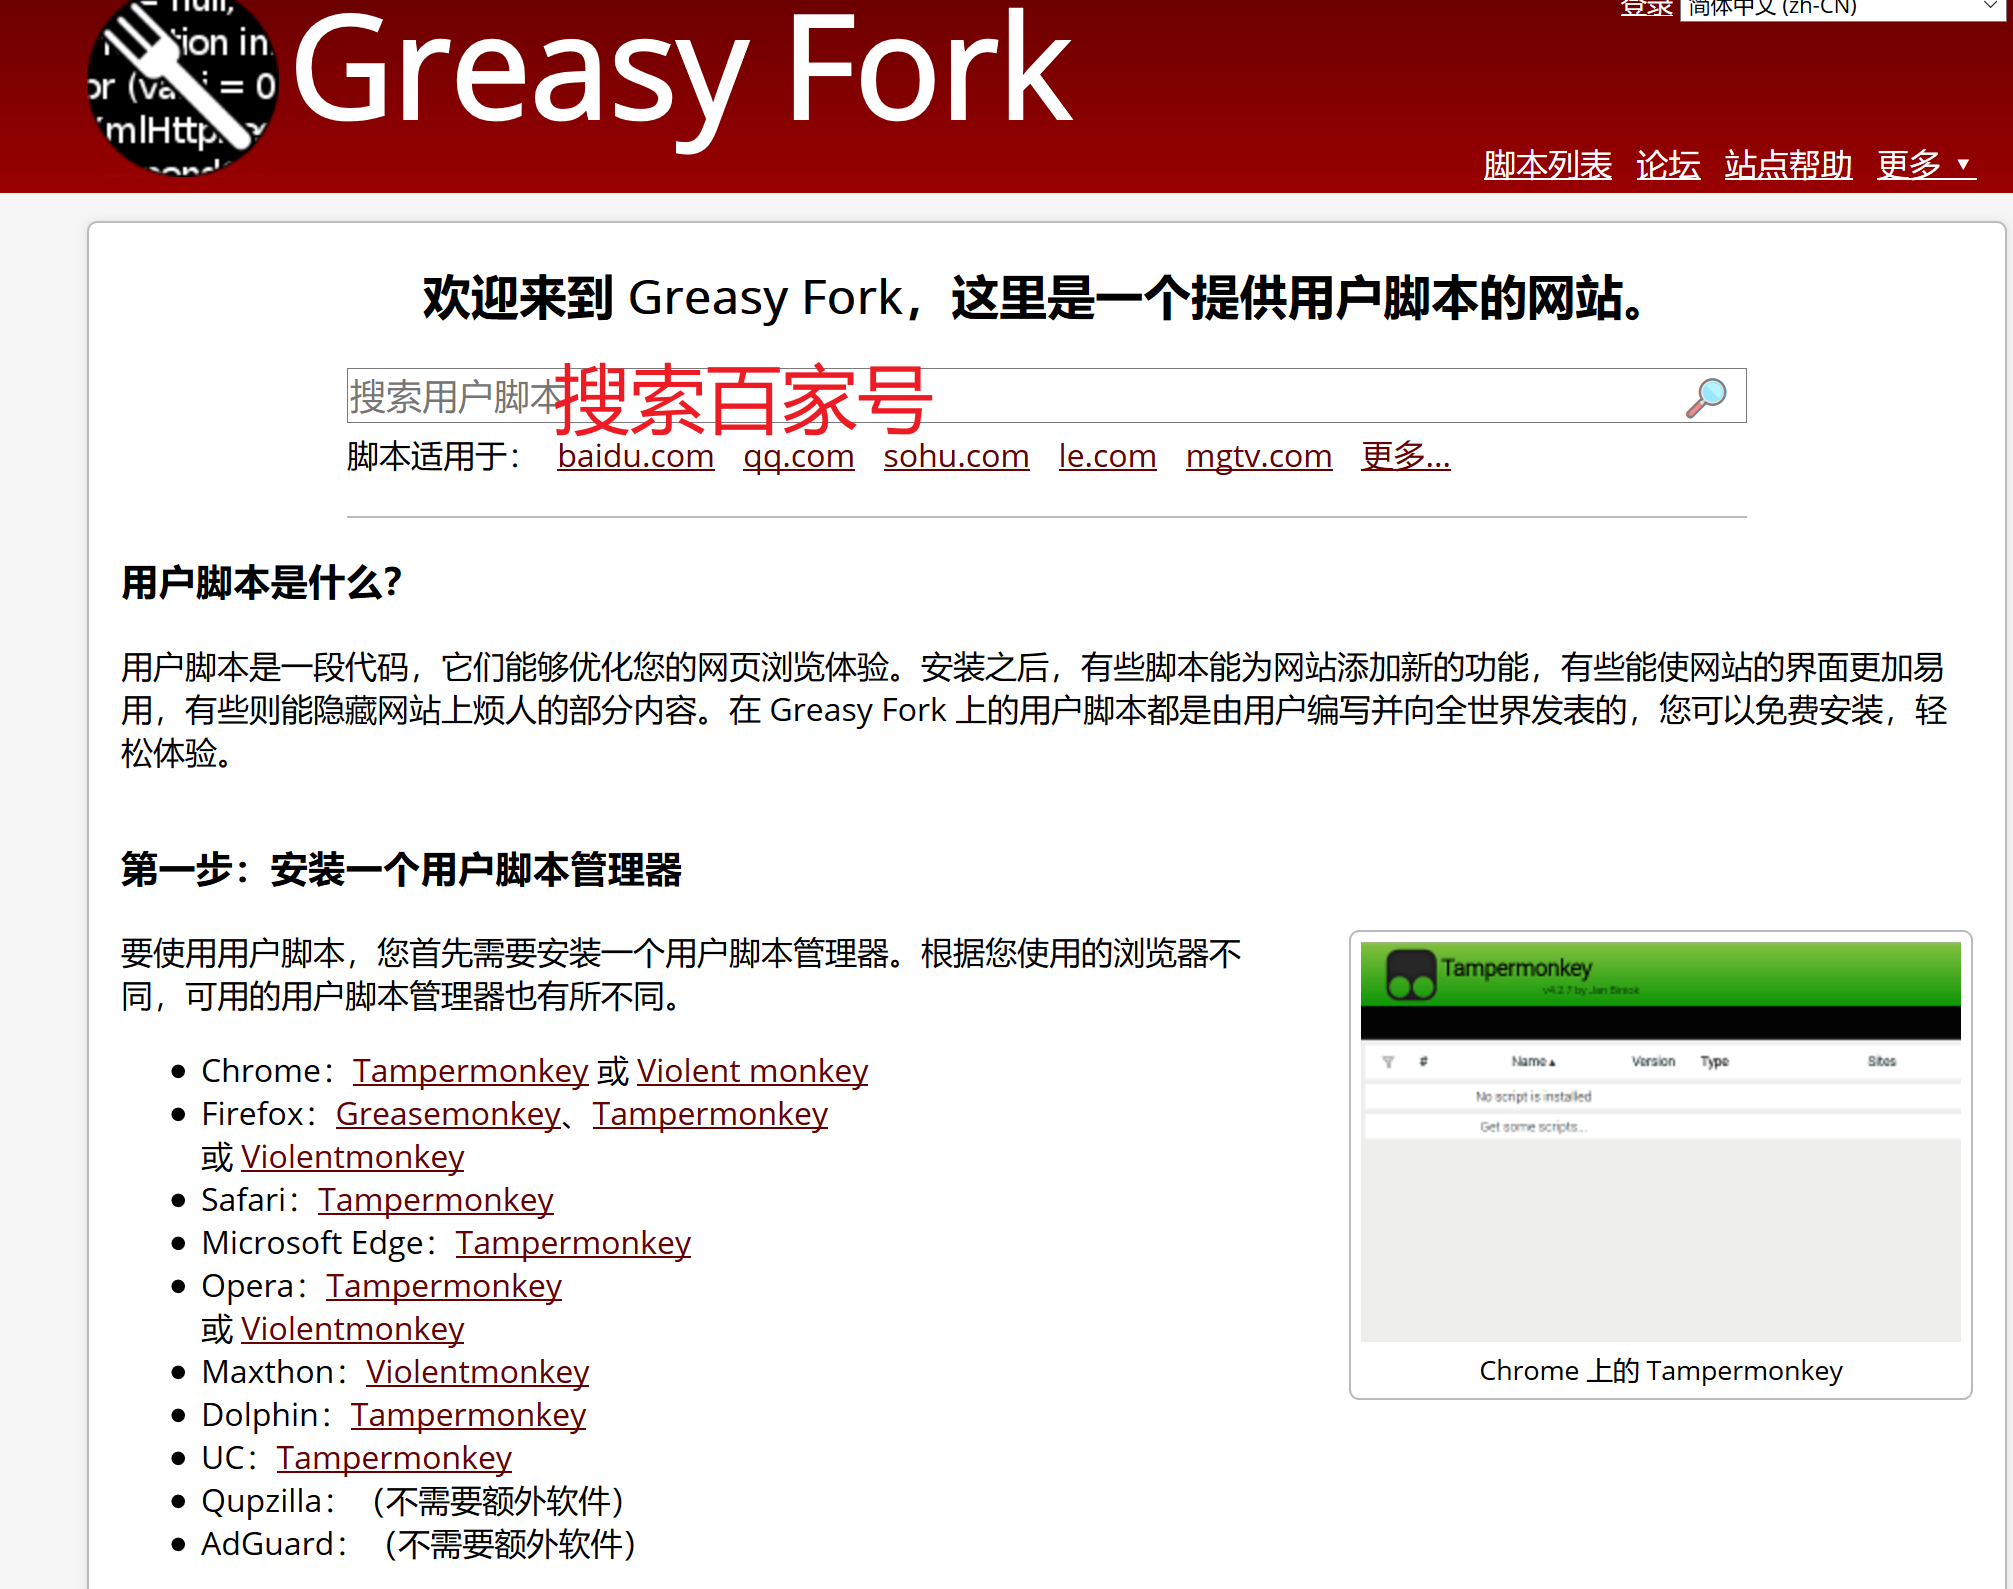 登录 简体中文 (zh-CN)
tion in
or (va i = 0
Greasy Fork
脚本列表 论坛 站点帮助 更多 ▼
欢迎来到 Greasy Fork，这里是一个提供用户脚本的网站。
搜索用户脚本
搜索百家号
脚本适用于： baidu.com qq.com sohu.com le.com mgtv.com 更多...
用户脚本是什么？
用户脚本是一段代码，它们能够优化您的网页浏览体验。安装之后，有些脚本能为网站添加新的功能，有些能使网站的界面更加易
用，有些则能隐藏网站上烦人的部分内容。在 Greasy Fork 上的用户脚本都是由用户编写并向全世界发表的，您可以免费安装，轻
松体验。
第一步：安装一个用户脚本管理器
要使用用户脚本，您首先需要安装一个用户脚本管理器。根据您使用的浏览器不
同，可用的用户脚本管理器也有所不同。
Chrome：Tampermonkey 或 Violent monkey
Firefox：Greasemonkey、Tampermonkey
或 Violentmonkey
Safari：Tampermonkey
Microsoft Edge：Tampermonkey
Opera：Tampermonkey
或 Violentmonkey
Maxthon：Violentmonkey
Dolphin：Tampermonkey
UC：Tampermonkey
Qupzilla：（不需要额外软件）
AdGuard：（不需要额外软件）
Tampermonkey
v4.2.7 by Jan Biniok
# Name▲ Version Type Sites
No script is installed
Get some scripts...
Chrome 上的 Tampermonkey